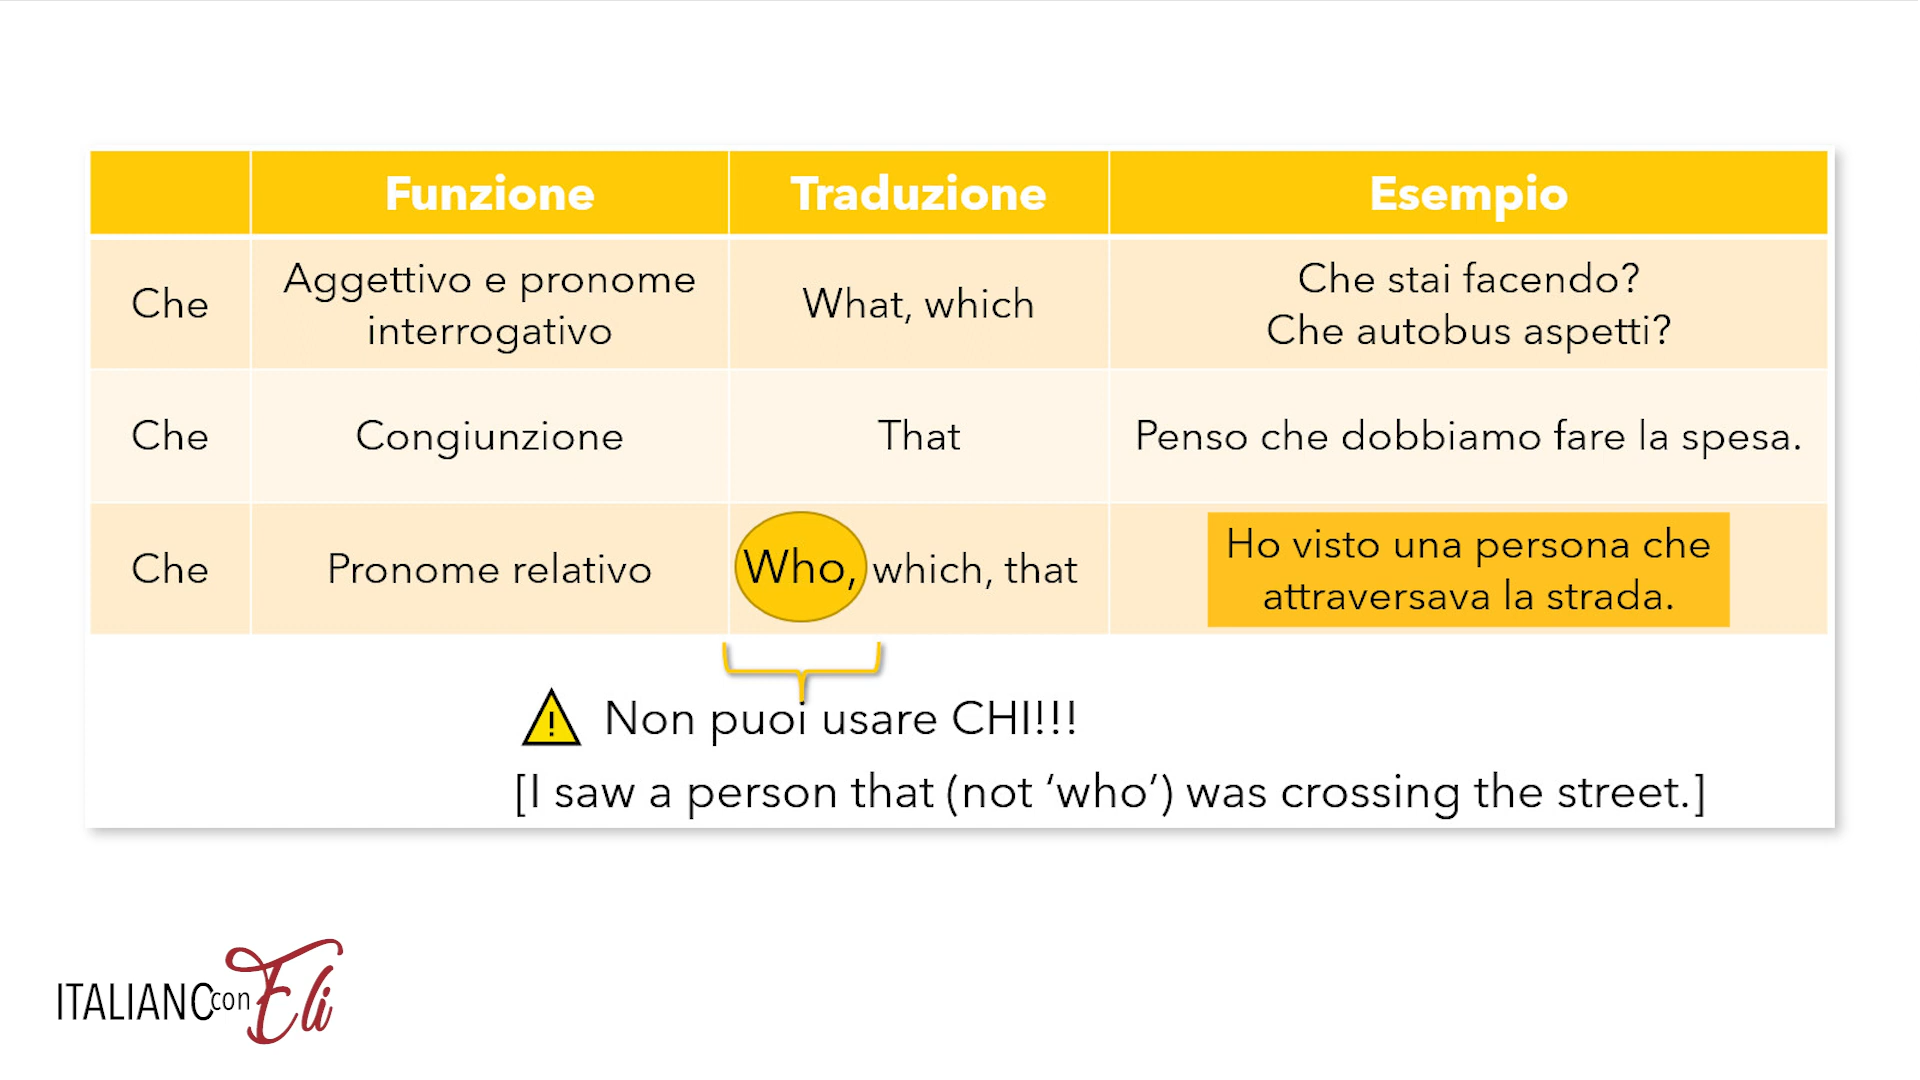 Funzione Traduzione Esempio
Che Aggettivo e pronome interrogativo What, which Che stai facendo? Che autobus aspetti?
Che Congiunzione That Penso che dobbiamo fare la spesa.
Che Pronome relativo Who, which, that Ho visto una persona che attraversava la strada.
Non puoi usare CHI!!!
[I saw a person that (not ‘who’) was crossing the street.]
ITALIANO con Eli